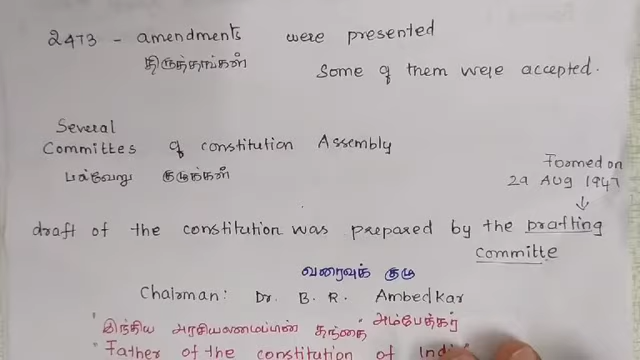 2473 - amendments were presented
திருத்தங்கள்
Some of them were accepted.
Several
Committes of constitution Assembly
பல்வேறு குழுக்கள்
Formed on
29 AUG 1947
↓
draft of the constitution was prepared by the Drafting
committe
வரைவுக் குழு
Chairman: Dr. B. R. Ambedkar
"இந்திய அரசியலமைப்பின் தந்தை அம்பேத்கர்
"Father of the constitution of